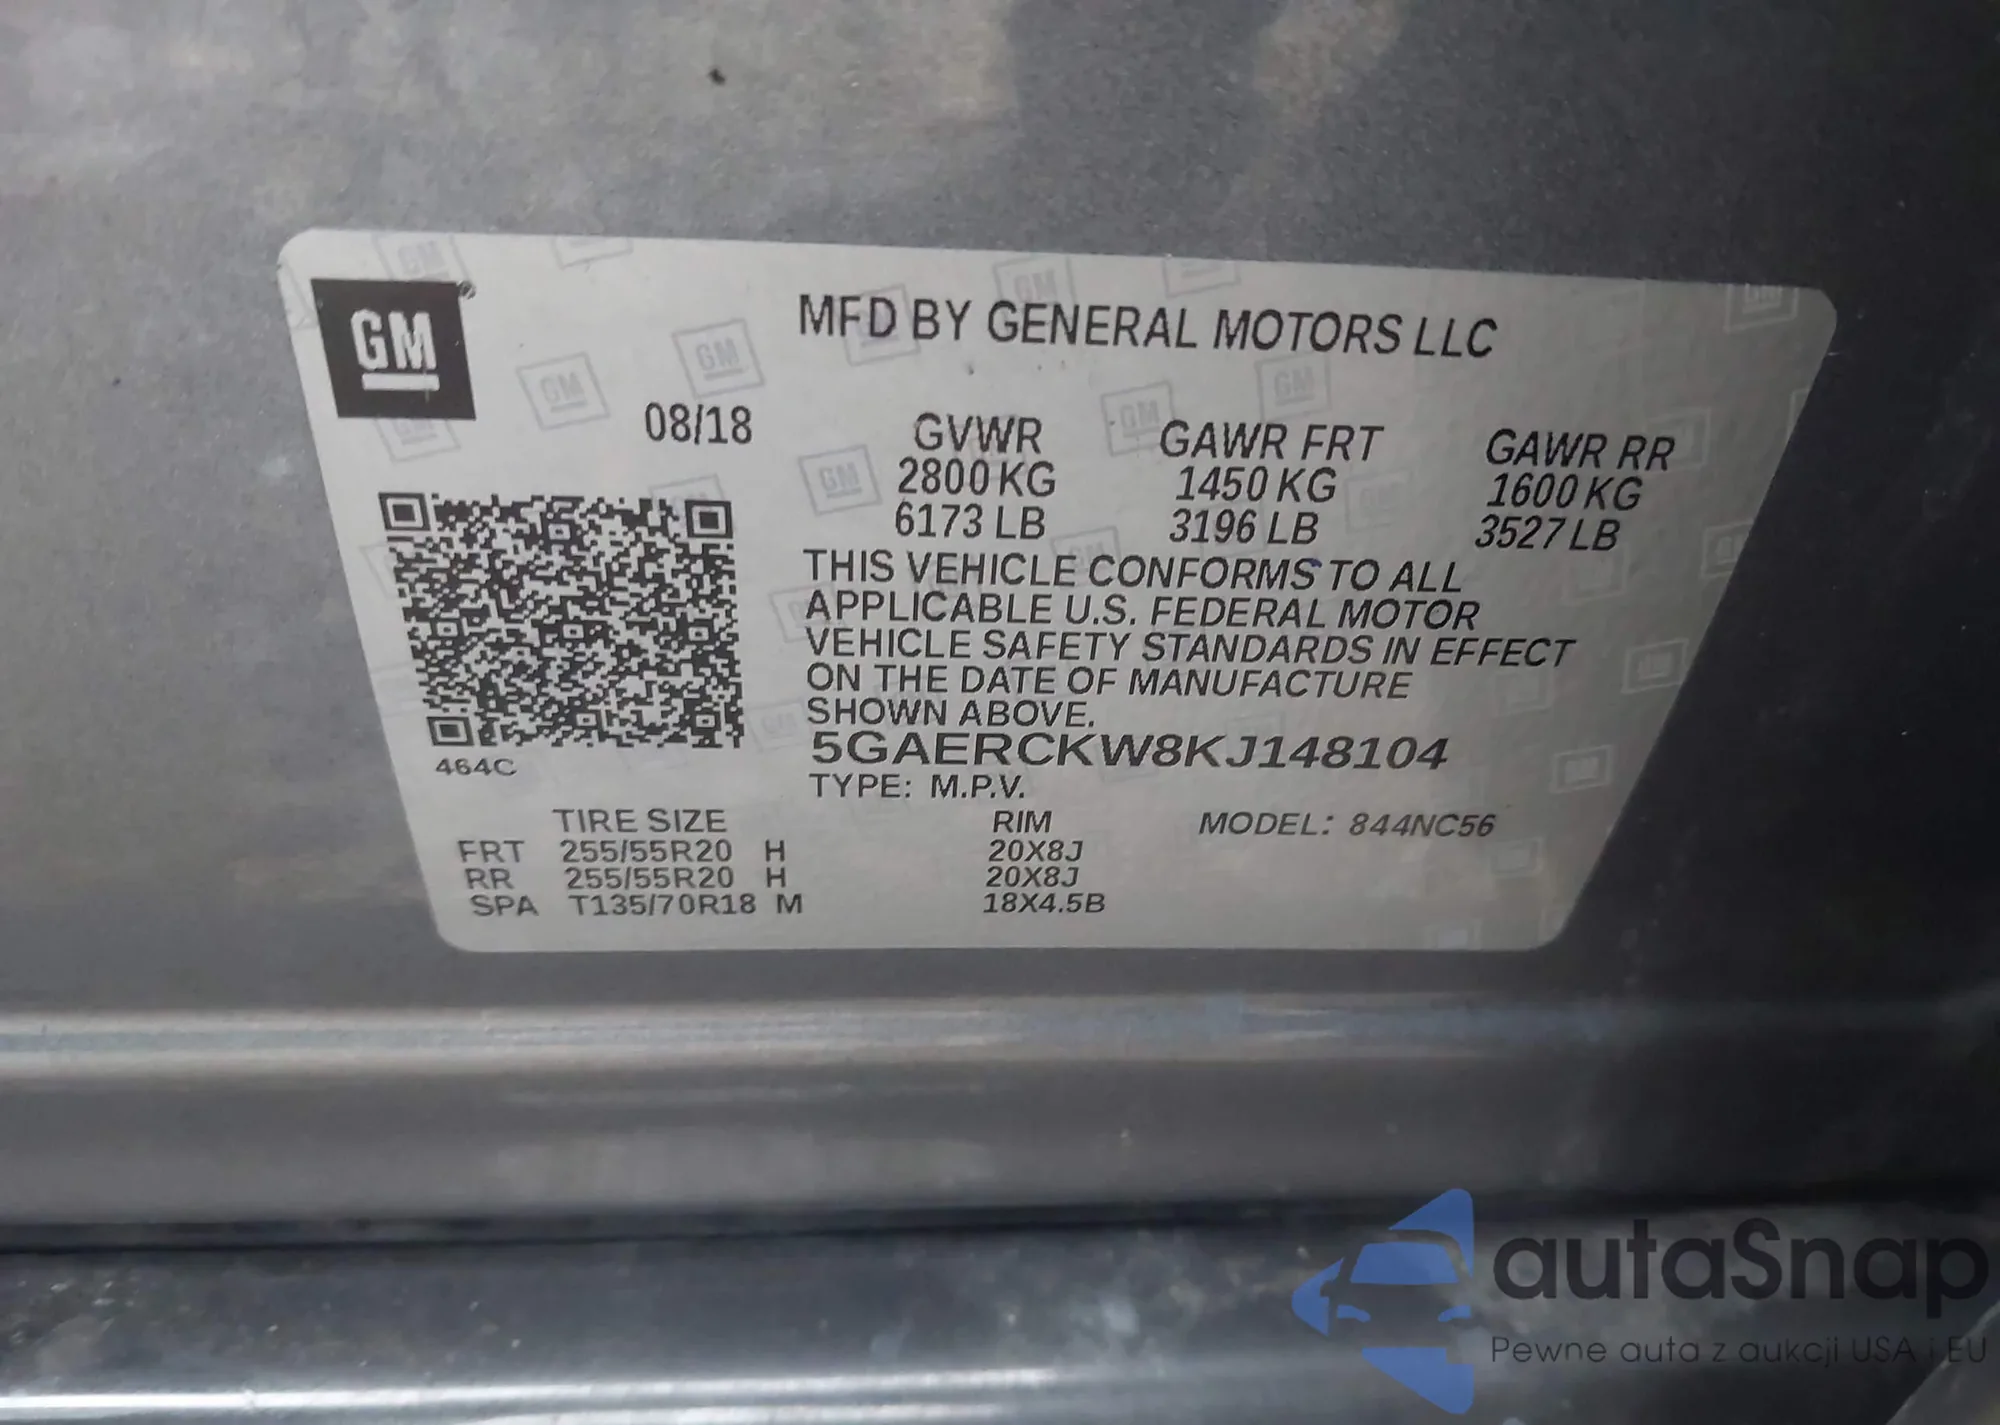 GM
MFD BY GENERAL MOTORS LLC
08/18
GVWR GAWR FRT GAWR RR
2800 KG 1450 KG 1600 KG
6173 LB 3196 LB 3527 LB
THIS VEHICLE CONFORMS TO ALL
APPLICABLE U.S. FEDERAL MOTOR
VEHICLE SAFETY STANDARDS IN EFFECT
ON THE DATE OF MANUFACTURE
SHOWN ABOVE.
5GAERCKW8KJ148104
464C
TYPE: M.P.V.
TIRE SIZE RIM MODEL: 844NC56
FRT 255/55R20 H 20X8J
RR 255/55R20 H 20X8J
SPA T135/70R18 M 18X4.5B
autaSnap
Pewne auta z aukcji USA i EU